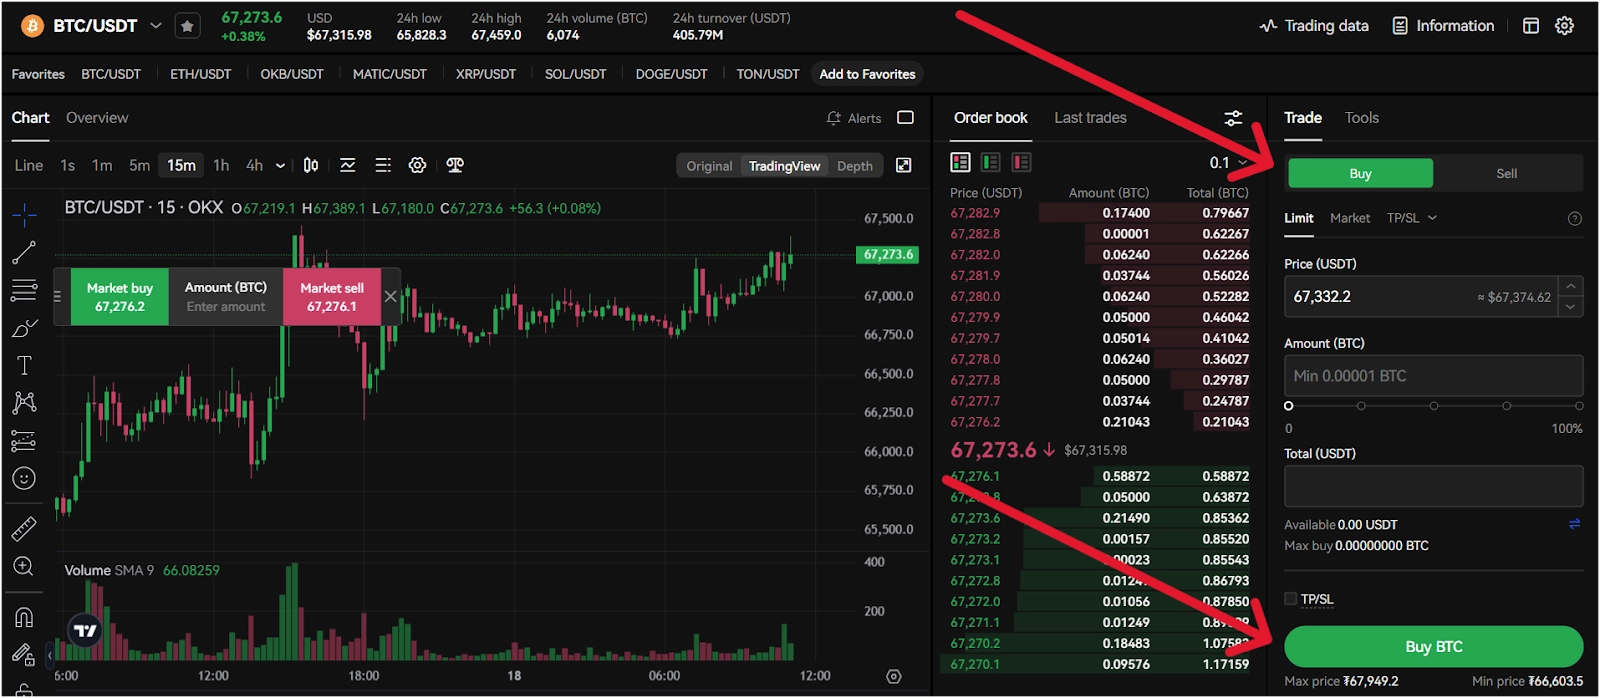 BTC/USDT
67,273.6
+0.38%
USD
$67,315.98
24h low
65,828.3
24h high
67,459.0
24h volume (BTC)
6,074
24h turnover (USDT)
405.79M
Trading data
Information
Favorites BTC/USDT ETH/USDT OKB/USDT MATIC/USDT XRP/USDT SOL/USDT DOGE/USDT TON/USDT Add to Favorites
Chart Overview
Alerts
Line 1s 1m 5m 15m 1h 4h
Original TradingView Depth
BTC/USDT · 15 · OKX O67,219.1 H67,389.1 L67,180.0 C67,273.6 +56.3 (+0.08%)
Market buy
67,276.2
Amount (BTC)
Enter amount
Market sell
67,276.1
67,500.0
67,273.6
67,000.0
66,750.0
66,500.0
66,250.0
66,000.0
65,750.0
65,500.0
Volume SMA 9 66.08259
400
200
6:00 12:00 18:00 18 06:00 12:00
Order book Last trades
0.1
Price (USDT) Amount (BTC) Total (BTC)
67,282.9 0.17400 0.79667
67,282.8 0.00001 0.62267
67,282.0 0.06240 0.62266
67,281.9 0.03744 0.56026
67,280.0 0.06240 0.52282
67,279.9 0.05000 0.46042
67,279.7 0.05014 0.41042
67,278.0 0.06240 0.36027
67,277.8 0.05000 0.29787
67,277.7 0.03744 0.24787
67,276.2 0.21043 0.21043
67,273.6 $67,315.98
67,276.1 0.58872 0.58872
0.05000 0.63872
67,273.6 0.21490 0.85362
67,273.2 0.00157 0.85520
67,273.1 0.00023 0.85543
67,272.8 0.86793
67,272.0 0.01056 0.87850
67,271.1 0.01249
67,270.2 0.18483
67,270.1 0.09576 1.17159
Trade Tools
Buy Sell
Limit Market TP/SL
Price (USDT)
67,332.2 ≈ $67,374.62
Amount (BTC)
Min 0.00001 BTC
0 100%
Total (USDT)
Available 0.00 USDT
Max buy 0.00000000 BTC
TP/SL
Buy BTC
Max price ₮67,949.2 Min price ₮66,603.5